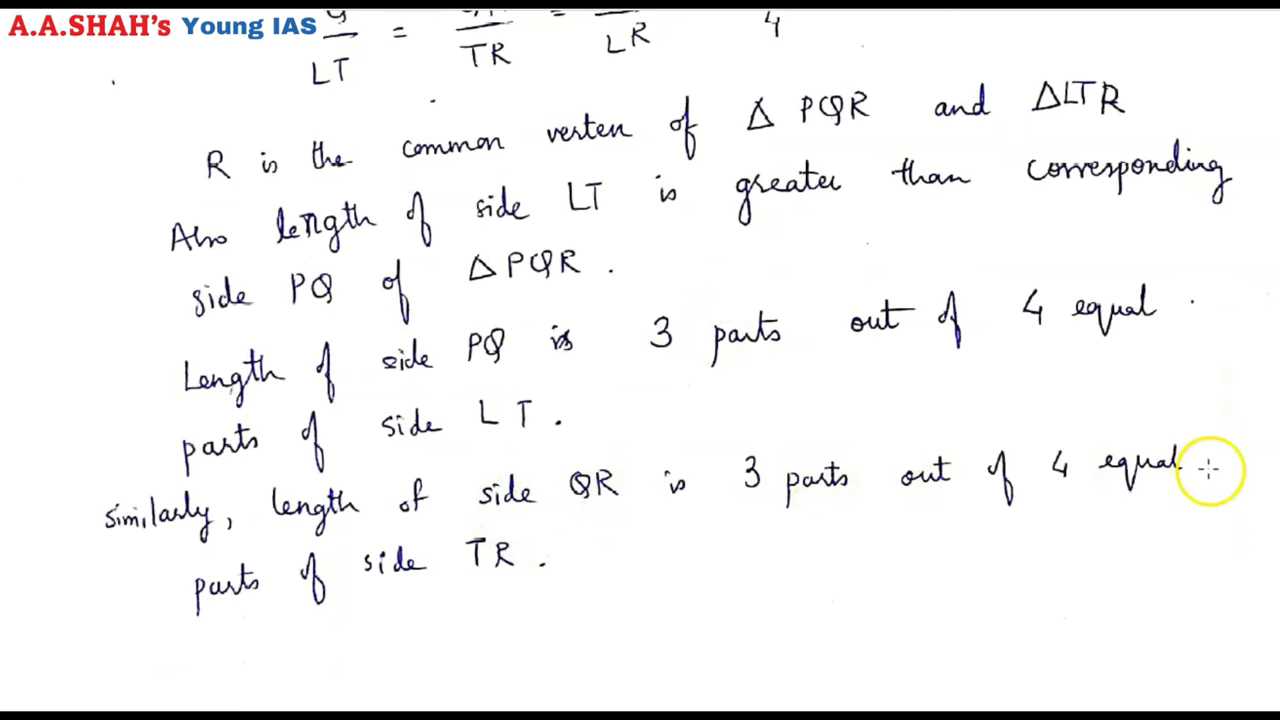 A.A.SHAH's Young IAS
LT = TR = LR 4
R is the common verten of Δ PQR and ΔLTR
Also length of side LT is greater than corresponding
side PQ of ΔPQR.
Length of side PQ is 3 parts out of 4 equal
parts of side LT.
Similarly, length of side QR is 3 parts out of 4 equal
parts of side TR.